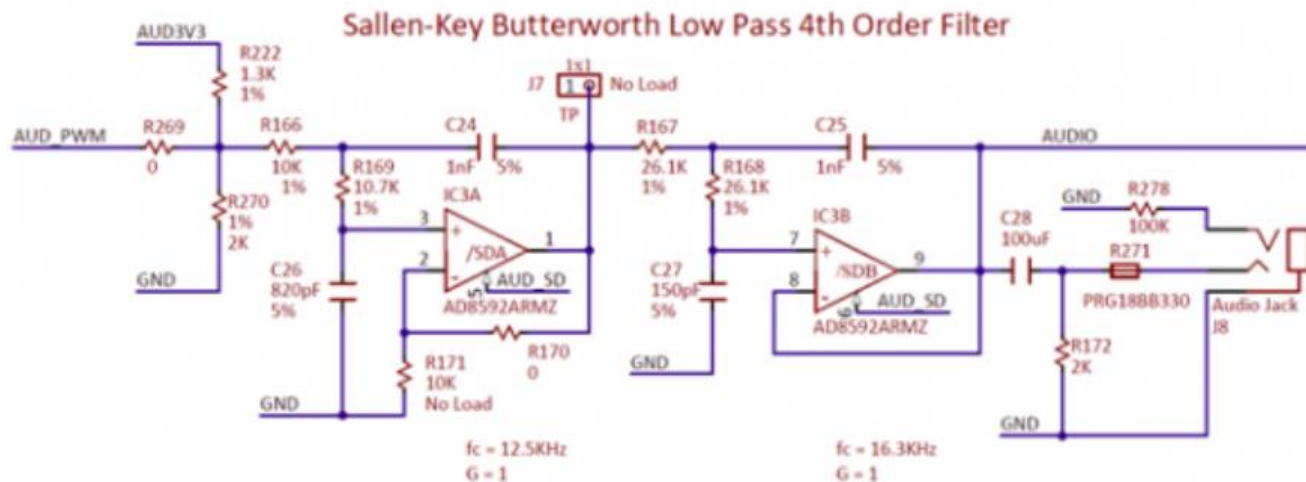 Sallen-Key Butterworth Low Pass 4th Order Filter
AUD3V3
R222
1.3K
1%
1x1
J7
1
No Load
TP
AUD_PWM
R269
0
R166
10K
1%
C24
1nF
5%
R167
26.1K
1%
C25
1nF
5%
AUDIO
R169
10.7K
1%
R168
26.1K
1%
R270
1%
2K
GND
IC3A
3
+
/SDA
1
2
-
5
AUD_SD
AD8592ARMZ
C26
820pF
5%
R170
0
R171
10K
No Load
GND
IC3B
7
+
/SDB
9
8
-
6
AUD_SD
AD8592ARMZ
C27
150pF
5%
GND
GND
R278
100K
C28
100uF
R271
PRG18BB330
Audio Jack
J8
R172
2K
GND
fc = 12.5KHz
G = 1
fc = 16.3KHz
G = 1